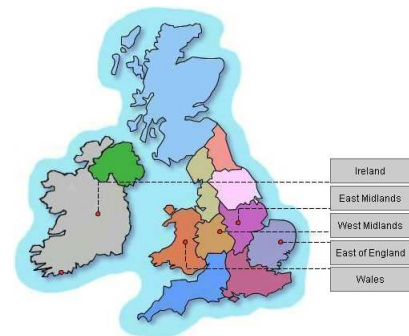 Ireland
East Midlands
West Midlands
East of England
Wales